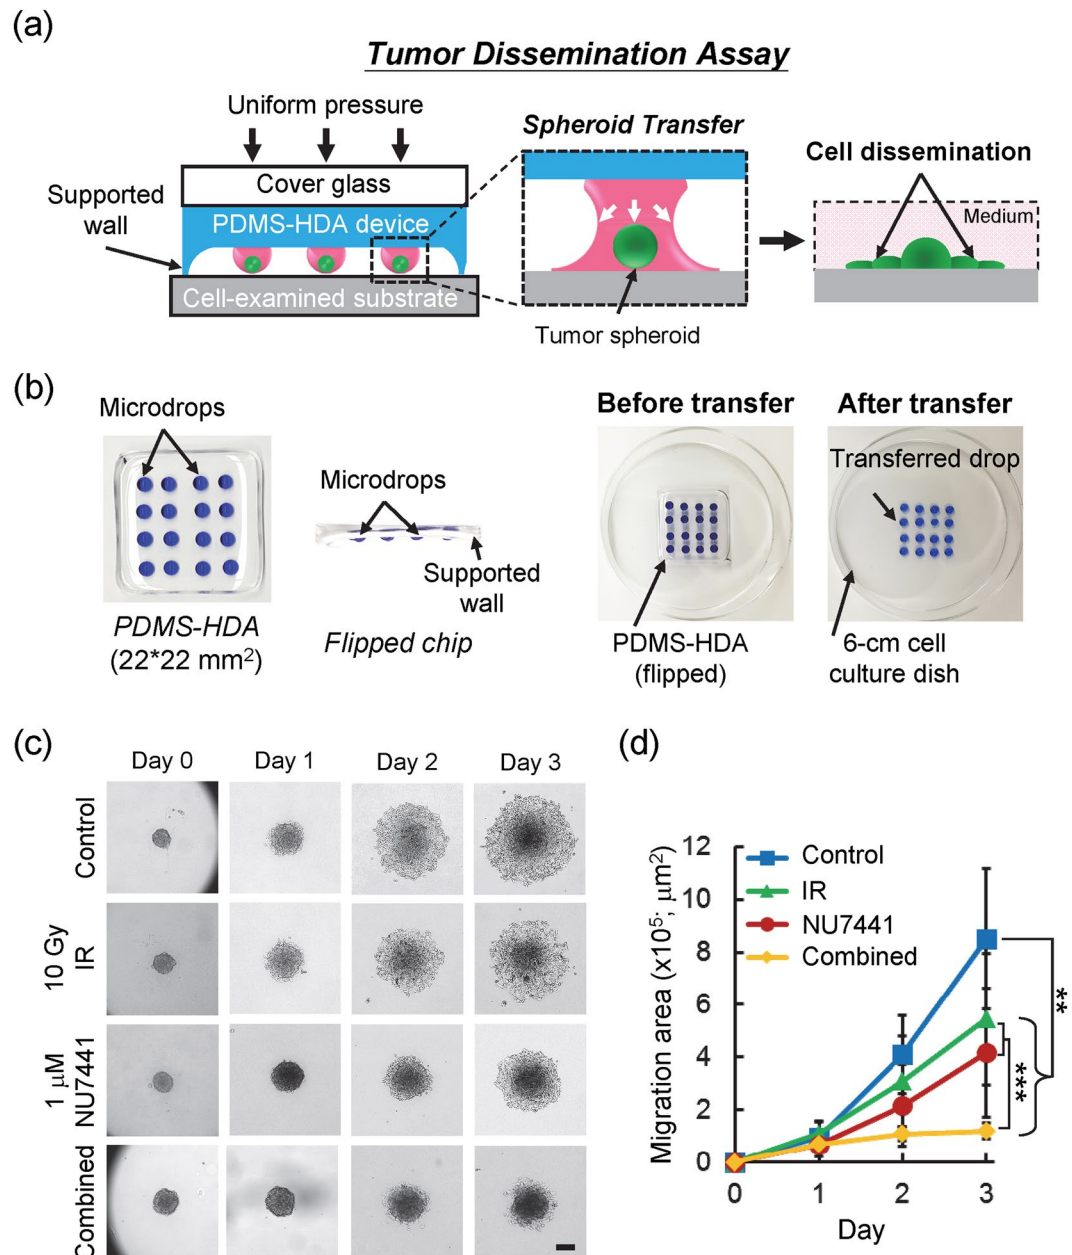 (a)
Tumor Dissemination Assay
Uniform pressure
Cover glass
Supported
wall
PDMS-HDA device
Cell-examined substrate
Spheroid Transfer
Tumor spheroid
Cell dissemination
Medium
(b)
Microdrops
PDMS-HDA
(22*22 mm²)
Microdrops
Supported
wall
Flipped chip
Before transfer
PDMS-HDA
(flipped)
After transfer
Transferred drop
6-cm cell
culture dish
(c)
Day 0 Day 1 Day 2 Day 3
Control
10 Gy
IR
1 μM
NU7441
Combined
(d)
Migration area (x10⁵; μm²)
12
10
8
6
4
2
0
Control
IR
NU7441
Combined
**
***
0 1 2 3
Day